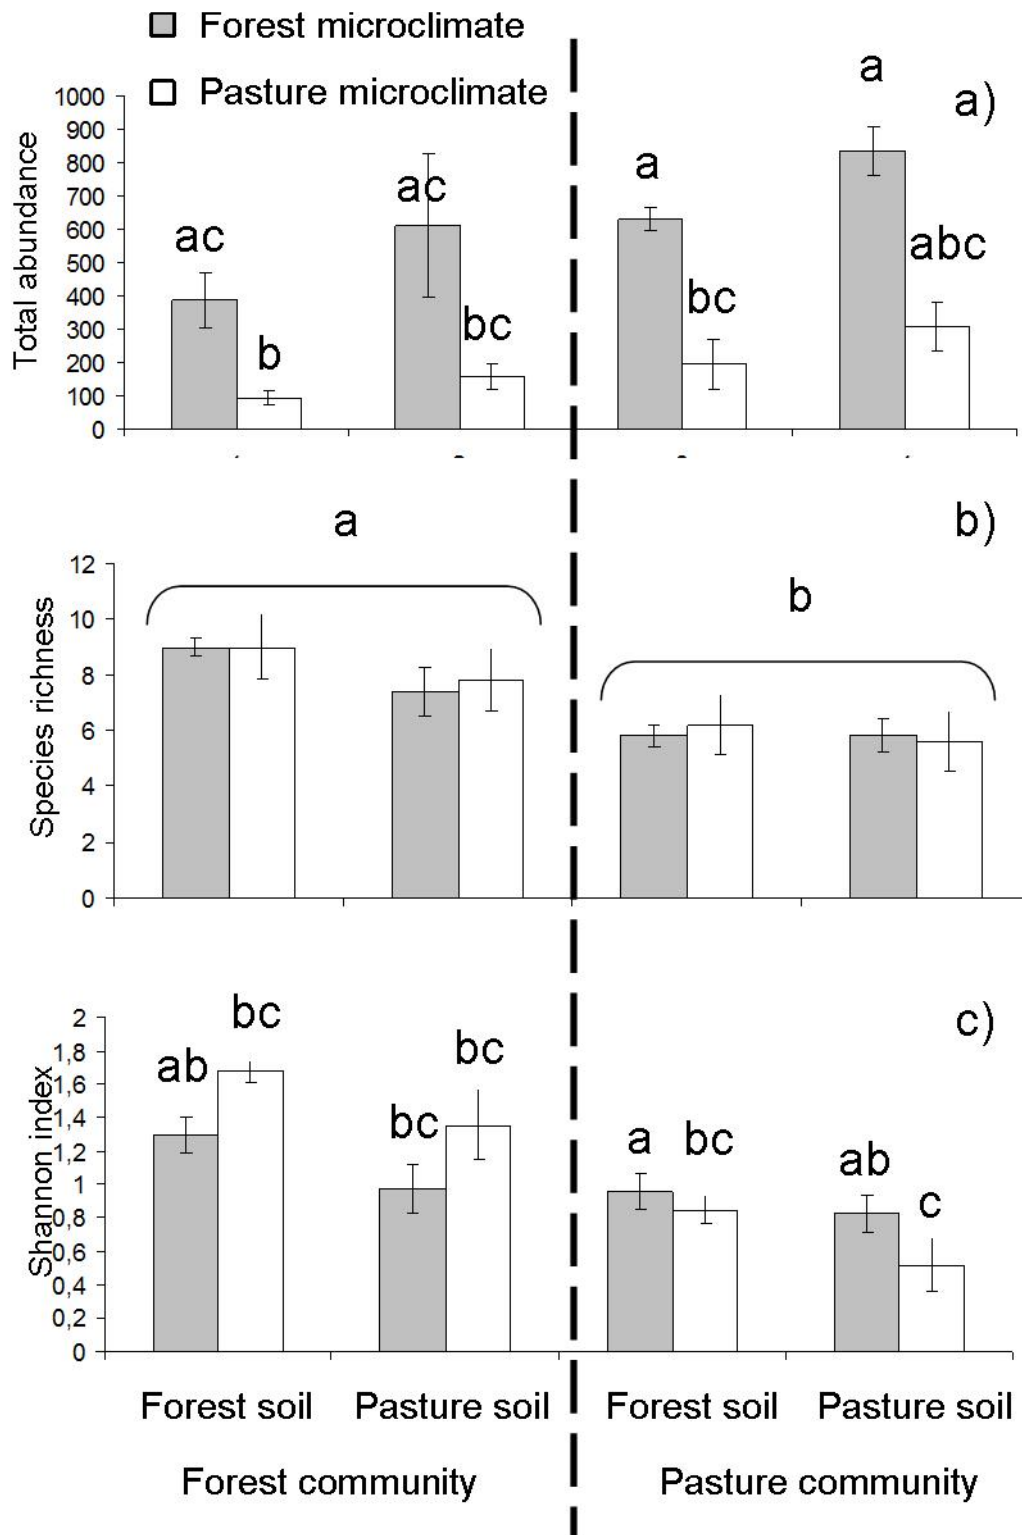 Forest microclimate
Pasture microclimate
a)
Total abundance
1000
900
800
700
600
500
400
300
200
100
0
ac
b
ac
bc
a
bc
a
abc
b)
Species richness
12
10
8
6
4
2
0
a
b
c)
Shannon index
2
1,8
1,6
1,4
1,2
1
0,8
0,6
0,4
0,2
0
ab
bc
bc
bc
a
bc
ab
c
Forest soil Pasture soil Forest soil Pasture soil
Forest community Pasture community